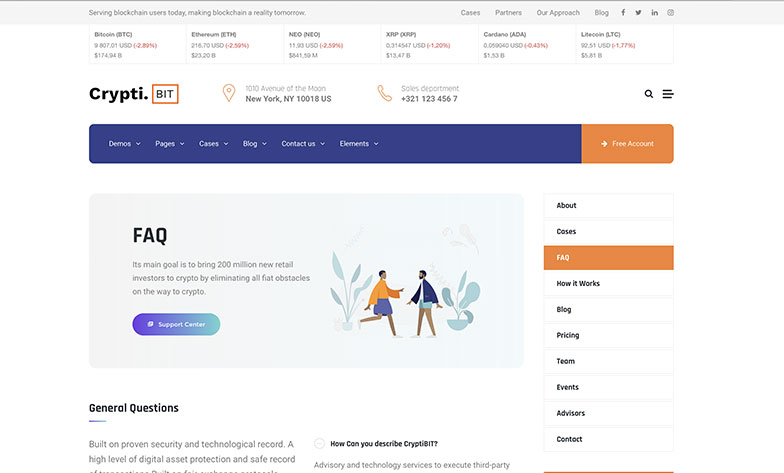 Serving blockchain users today, making blockchain a reality tomorrow.
Cases Partners Our Approach Blog
Bitcoin (BTC) Ethereum (ETH) NEO (NEO) XRP (XRP) Cardano (ADA) Litecoin (LTC)
9 807,01 USD (-2,89%) 216,70 USD (-2,59%) 11,93 USD (-2,59%) 0,314547 USD (-1,20%) 0,059040 USD (-0,43%) 92,51 USD (-1,77%)
$174,94 B $23,20 B $841,59 M $13,47 B $1,53 B $5,81 B
Crypti. BIT
1010 Avenue of the Moon
New York, NY 10018 US
Sales department
+321 123 456 7
Demos Pages Cases Blog Contact us Elements Free Account
FAQ
Its main goal is to bring 200 million new retail
investors to crypto by eliminating all fiat obstacles
on the way to crypto.
Support Center
About
Cases
FAQ
How it Works
Blog
Pricing
Team
Events
Advisors
Contact
General Questions
Built on proven security and technological record. A
high level of digital asset protection and safe record
How Can you describe CryptiBIT?
Advisory and technology services to execute third-party